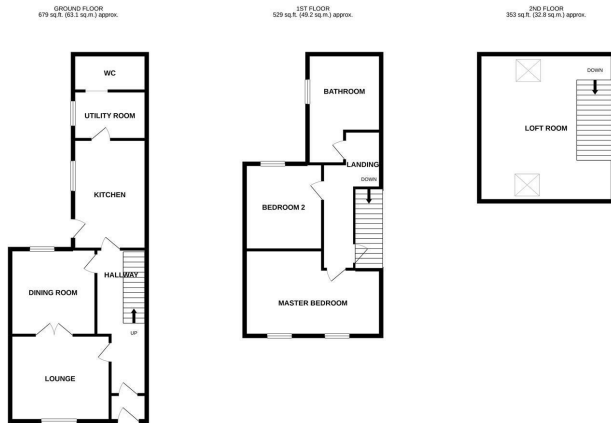 GROUND FLOOR
679 sq.ft. (63.1 sq.m.) approx.
WC
UTILITY ROOM
KITCHEN
HALLWAY
DINING ROOM
UP
LOUNGE
1ST FLOOR
529 sq.ft. (49.2 sq.m.) approx.
BATHROOM
LANDING
DOWN
BEDROOM 2
MASTER BEDROOM
2ND FLOOR
353 sq.ft. (32.8 sq.m.) approx.
DOWN
LOFT ROOM